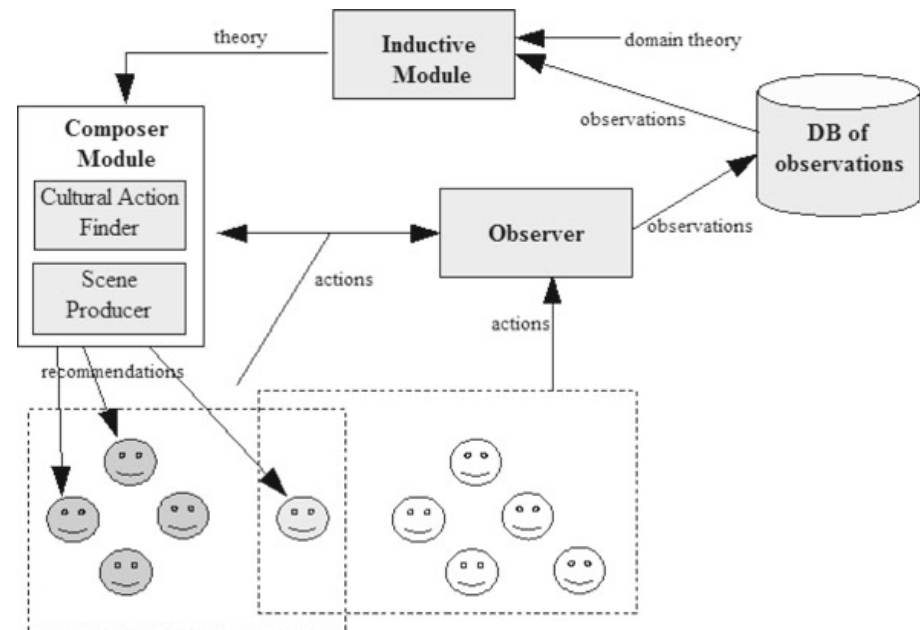 theory
Inductive
Module
domain theory
observations
DB of
observations
Composer
Module
Cultural Action
Finder
Scene
Producer
Observer
observations
actions
actions
recommendations